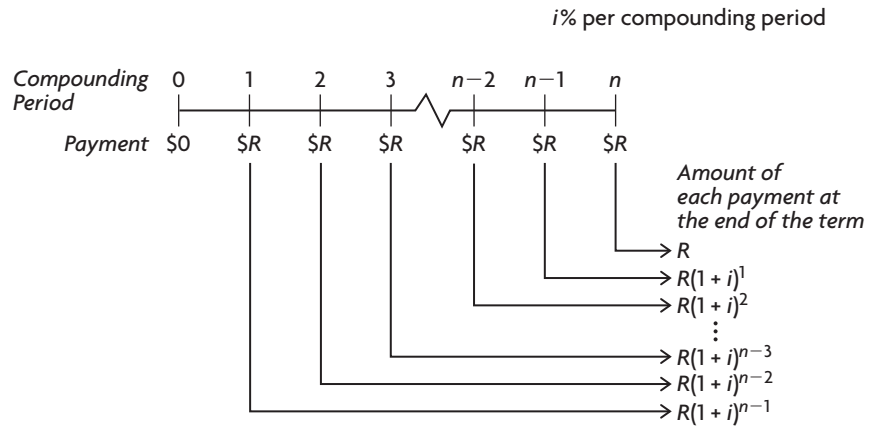 i% per compounding period
Compounding Period 0 1 2 3 n−2 n−1 n
Payment $0 $R $R $R $R $R $R
Amount of
each payment at
the end of the term
R
R(1 + i)¹
R(1 + i)²
⋮
R(1 + i)ⁿ⁻³
R(1 + i)ⁿ⁻²
R(1 + i)ⁿ⁻¹